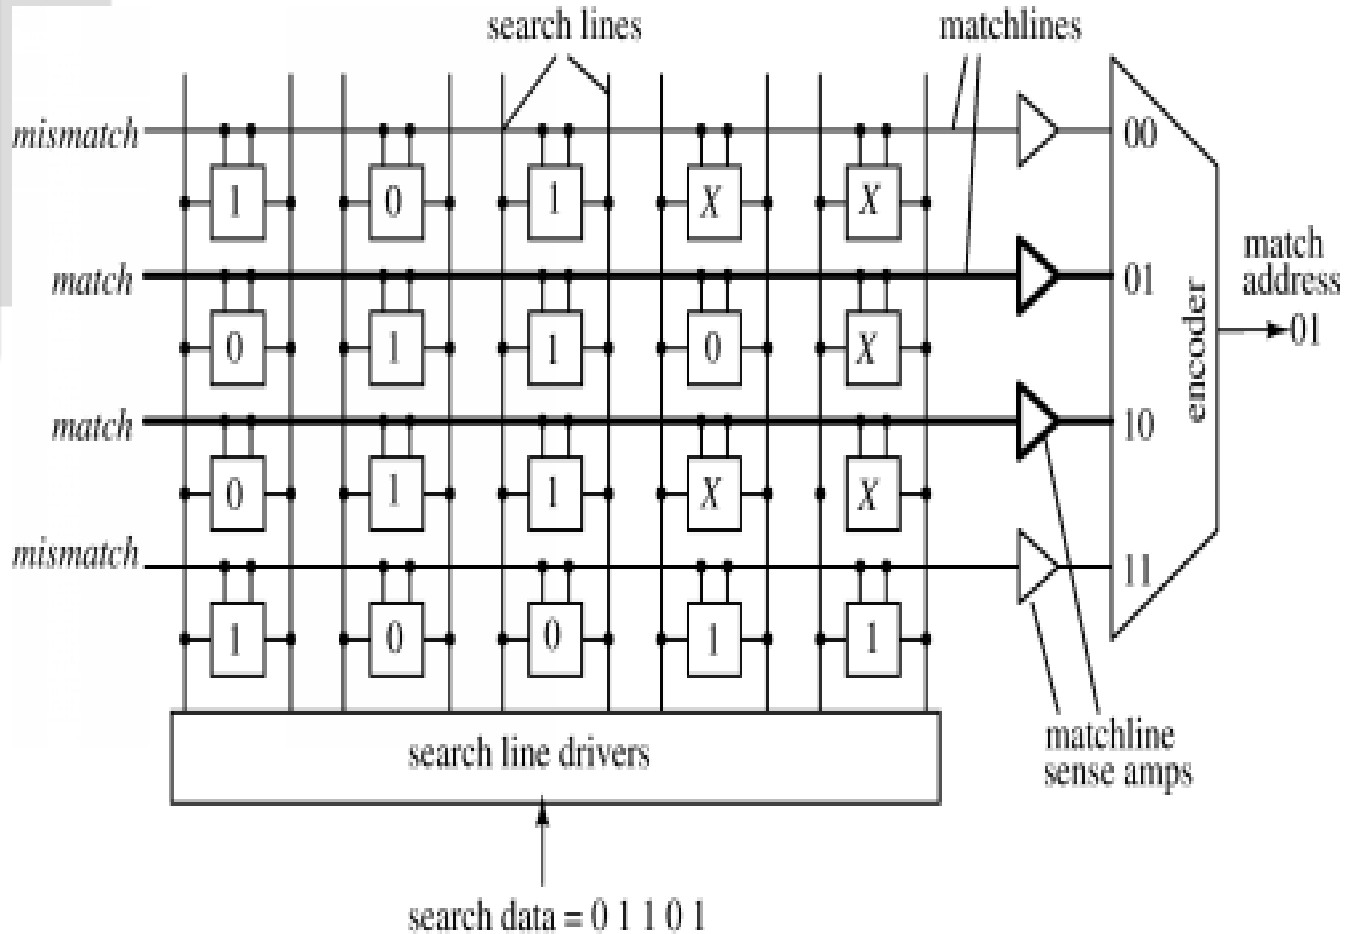 search lines
matchlines
mismatch
00
1 0 1 X X
match
01
match
address
01
0 1 1 0 X
encoder
match
10
0 1 1 X X
mismatch
11
1 0 0 1 1
search line drivers
matchline
sense amps
search data = 0 1 1 0 1